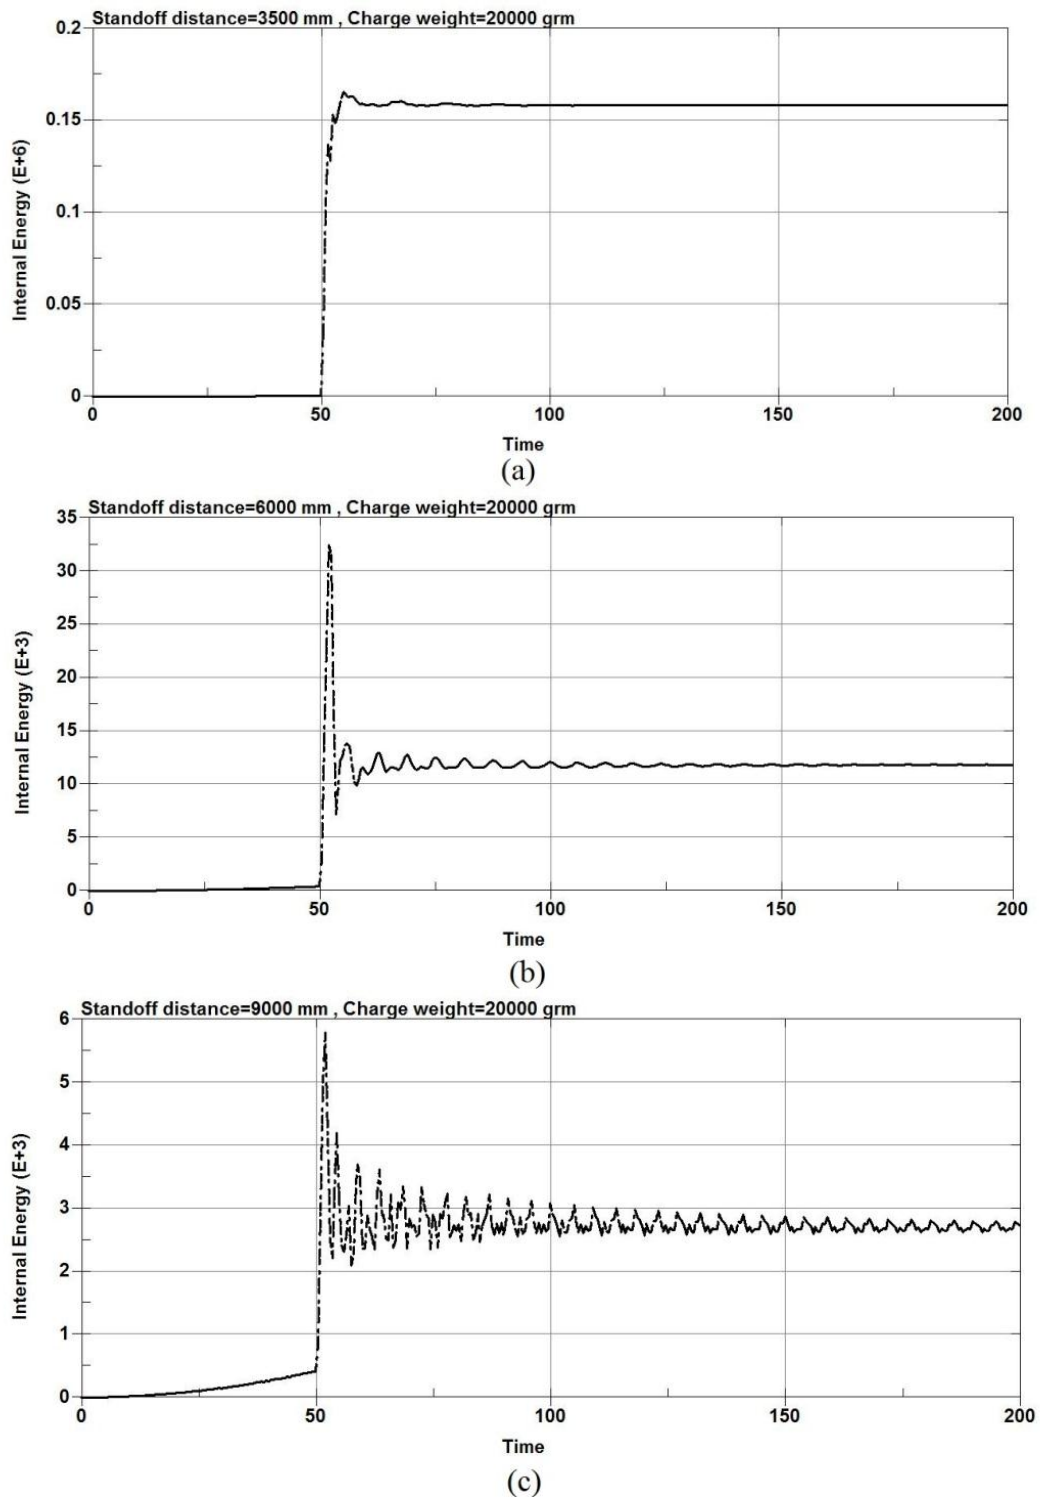 Standoff distance=3500 mm , Charge weight=20000 grm
0.2
0.15
0.1
0.05
0
Internal Energy (E+6)
0 50 100 150 200
Time
(a)
Standoff distance=6000 mm , Charge weight=20000 grm
35
30
25
20
15
10
5
0
Internal Energy (E+3)
0 50 100 150 200
Time
(b)
Standoff distance=9000 mm , Charge weight=20000 grm
6
5
4
3
2
1
0
Internal Energy (E+3)
0 50 100 150 200
Time
(c)